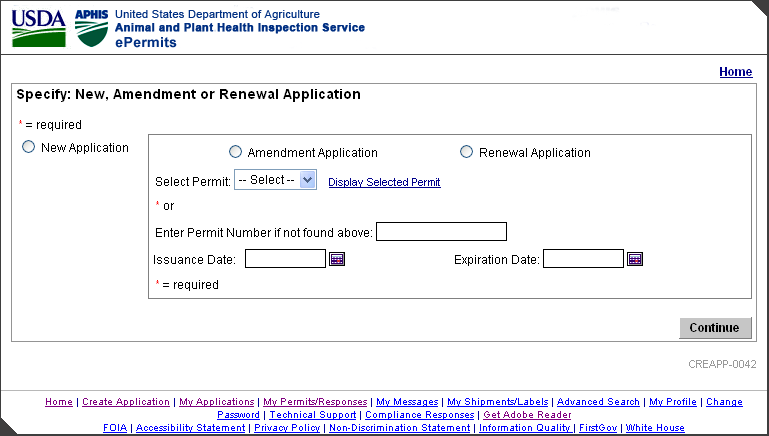 USDA
APHIS
United States Department of Agriculture
Animal and Plant Health Inspection Service
ePermits
Home
Specify: New, Amendment or Renewal Application
* = required
New Application
Amendment Application
Renewal Application
Select Permit: -- Select -- Display Selected Permit
* or
Enter Permit Number if not found above:
Issuance Date: Expiration Date:
* = required
Continue
CREAPP-0042
Home | Create Application | My Applications | My Permits/Responses | My Messages | My Shipments/Labels | Advanced Search | My Profile | Change
Password | Technical Support | Compliance Responses | Get Adobe Reader
FOIA | Accessibility Statement | Privacy Policy | Non-Discrimination Statement | Information Quality | FirstGov | White House